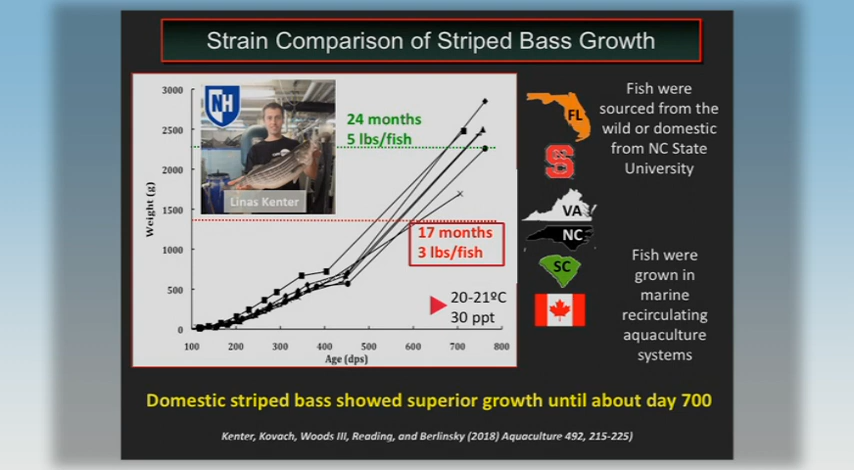 Strain Comparison of Striped Bass Growth
3000
2500
2000
1500
1000
500
0
Weight (g)
100
200
300
400
500
600
700
800
Age (dps)
NH
Linas Kenter
24 months
5 lbs/fish
17 months
3 lbs/fish
20-21ºC
30 ppt
FL
S
VA
NC
SC
Fish were
sourced from the
wild or domestic
from NC State
University
Fish were
grown in
marine
recirculating
aquaculture
systems
Domestic striped bass showed superior growth until about day 700
Kenter, Kovach, Woods III, Reading, and Berlinsky (2018) Aquaculture 492, 215-225)